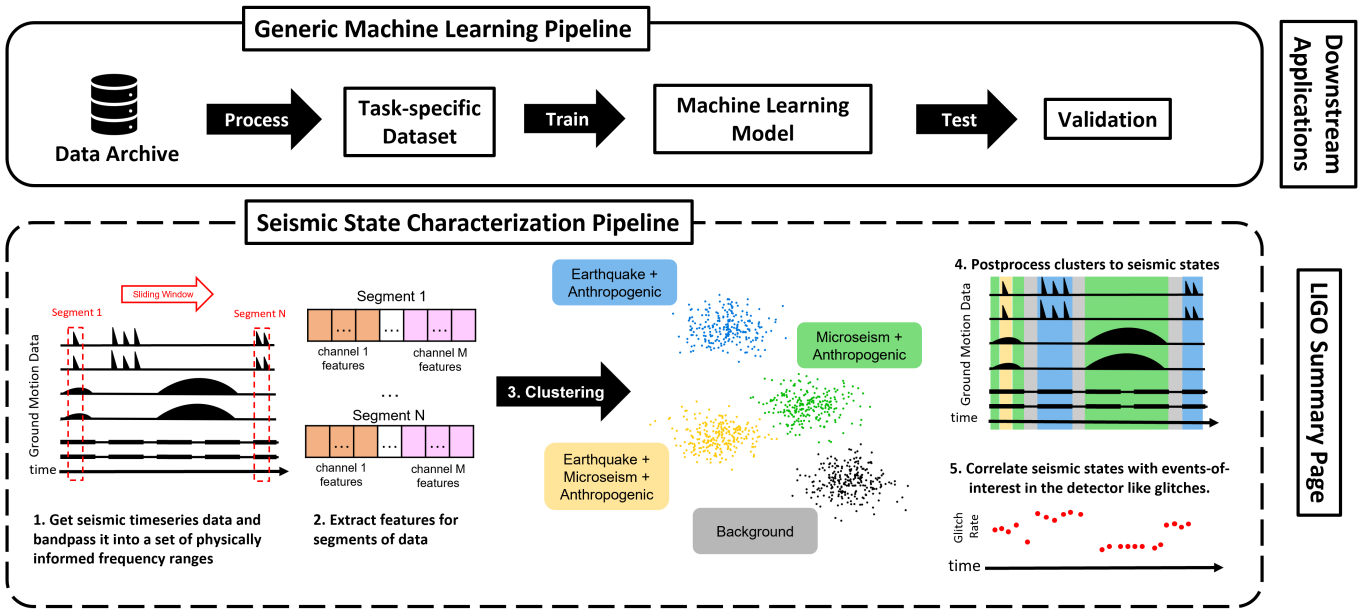 Generic Machine Learning Pipeline
Data Archive
Process
Task-specific
Dataset
Train
Machine Learning
Model
Test
Validation
Downstream
Applications
Seismic State Characterization Pipeline
Sliding Window
Segment 1
Segment N
Ground Motion Data
time
1. Get seismic timeseries data and
bandpass it into a set of physically
informed frequency ranges
Segment 1
... ... ...
channel 1
features
channel M
features
...
Segment N
... ... ...
channel 1
features
channel M
features
2. Extract features for
segments of data
3. Clustering
Earthquake +
Anthropogenic
Microseism +
Anthropogenic
Earthquake +
Microseism +
Anthropogenic
Background
4. Postprocess clusters to seismic states
Ground Motion Data
time
5. Correlate seismic states with events-of-
interest in the detector like glitches.
Glitch
Rate
time
LIGO Summary Page